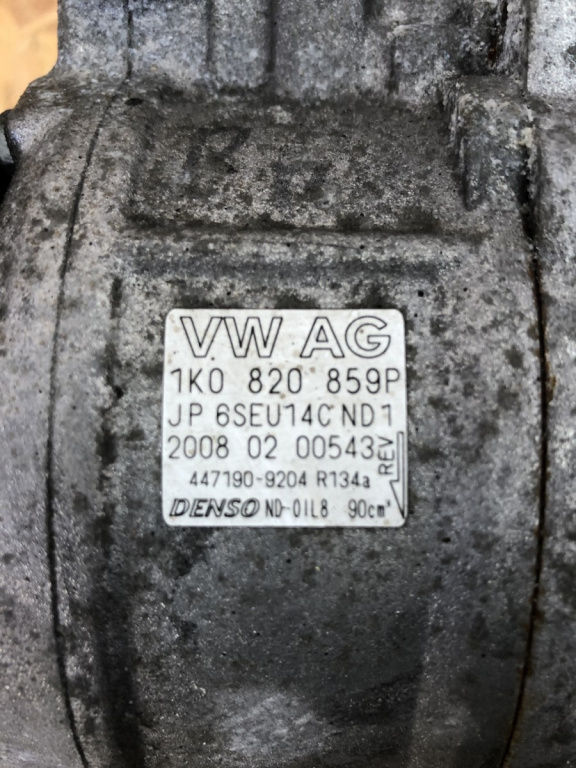 VW AG
1K0 820 859P
JP 6SEU14C ND1
2008 02 00543
REV
447190-9204 R134a
DENSO ND-OIL8 90cm³